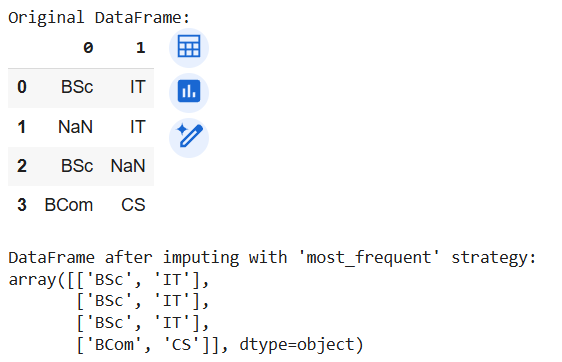 Original DataFrame:
0 1
0 BSc IT
1 NaN IT
2 BSc NaN
3 BCom CS
DataFrame after imputing with 'most_frequent' strategy:
array([['BSc', 'IT'],
       ['BSc', 'IT'],
       ['BSc', 'IT'],
       ['BCom', 'CS']], dtype=object)